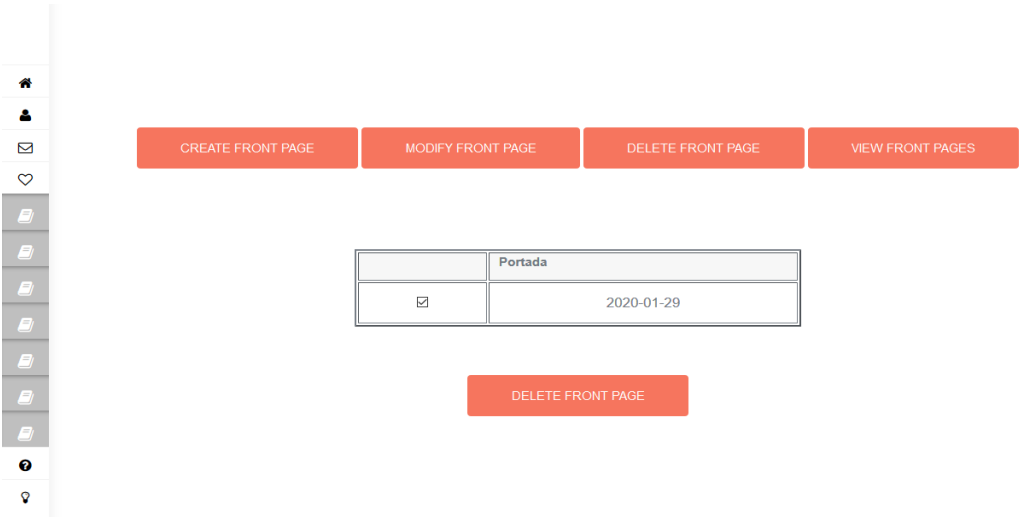 CREATE FRONT PAGE MODIFY FRONT PAGE DELETE FRONT PAGE VIEW FRONT PAGES
Portada
2020-01-29
DELETE FRONT PAGE